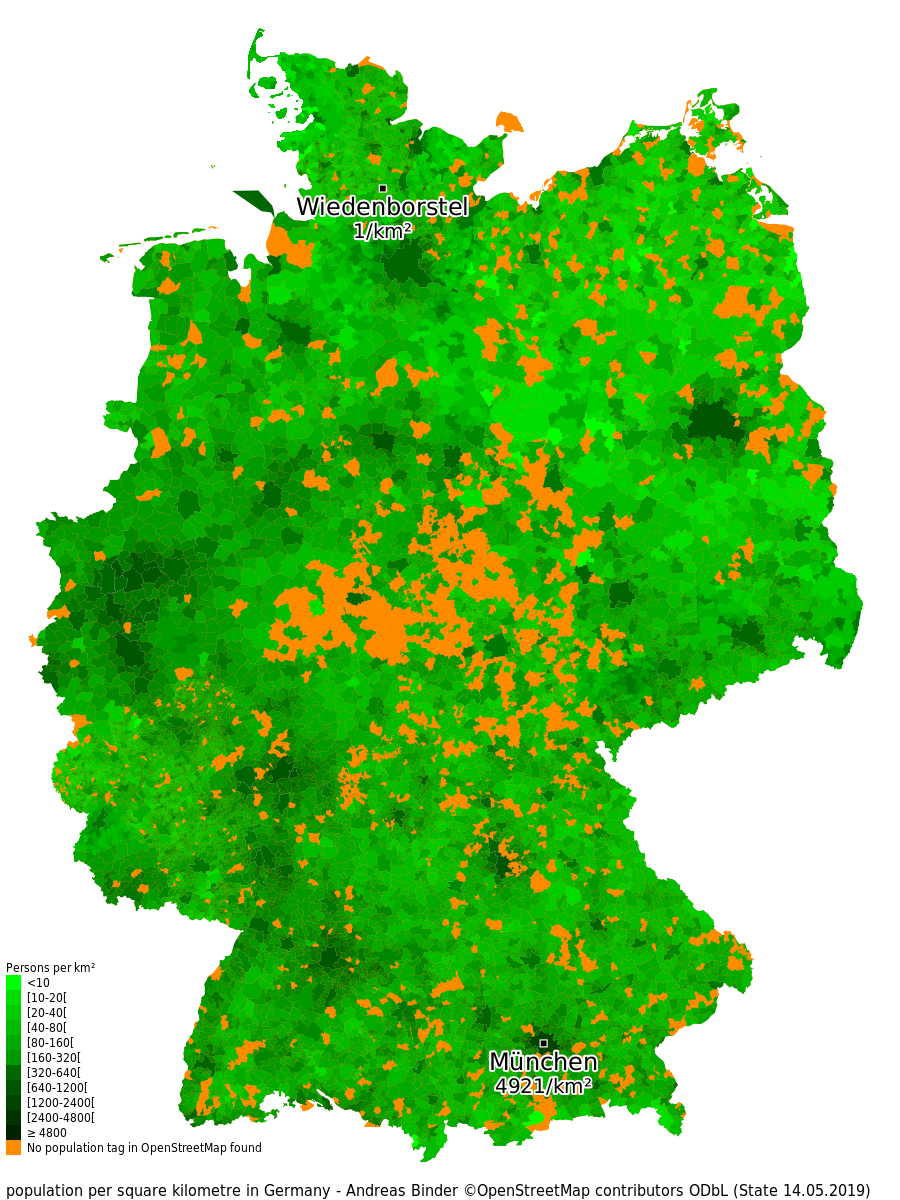 Wiedenborstel
1/km²
Persons per km²
<10
[10-20[
[20-40[
[40-80[
[80-160[
[160-320[
[320-640[
[640-1200[
[1200-2400[
[2400-4800[
≥ 4800
No population tag in OpenStreetMap found
München
4921/km²
population per square kilometre in Germany - Andreas Binder ©OpenStreetMap contributors ODbL (State 14.05.2019)